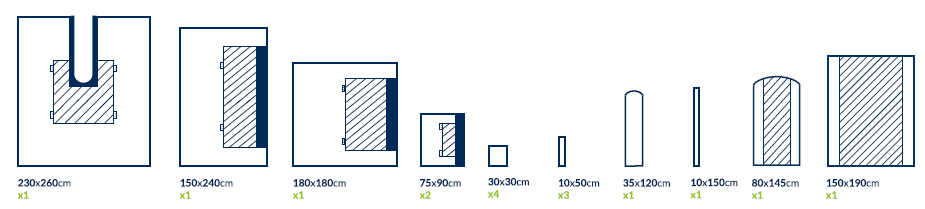 230x260cm
x1
150x240cm
x1
180x180cm
x1
75x90cm
x2
30x30cm
x4
10x50cm
x3
35x120cm
x1
10x150cm
x1
80x145cm
x1
150x190cm
x1